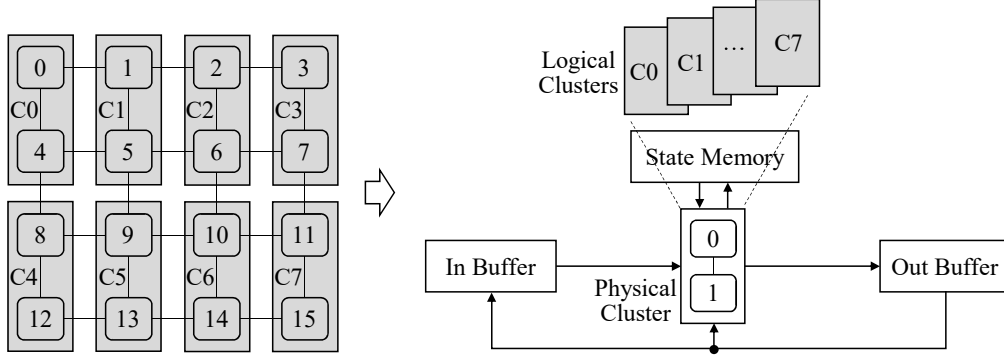 0 1 2 3
C0 C1 C2 C3
4 5 6 7
8 9 10 11
C4 C5 C6 C7
12 13 14 15
Logical
Clusters
C0 C1 … C7
State Memory
In Buffer
0
1
Physical
Cluster
Out Buffer